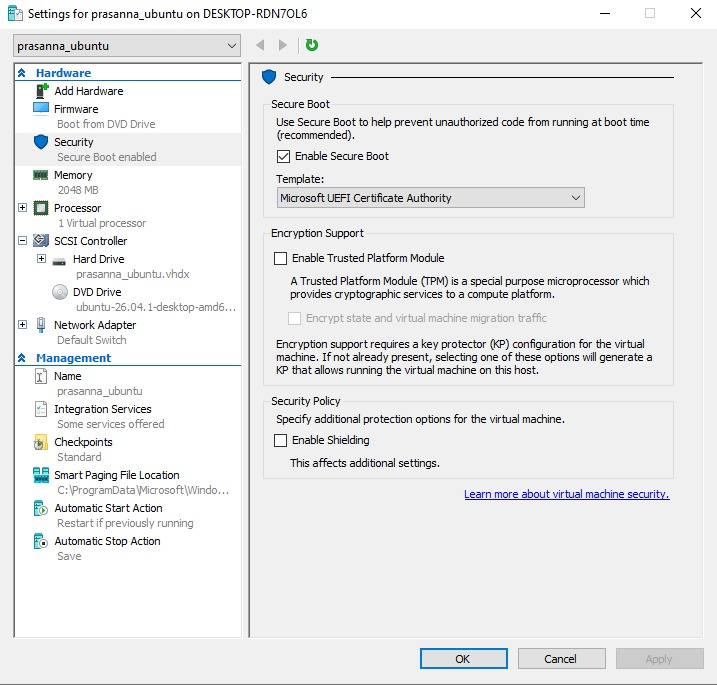 Settings for prasanna_ubuntu on DESKTOP-RDN7OL6
prasanna_ubuntu
Hardware
Add Hardware
Firmware
Boot from DVD Drive
Security
Secure Boot enabled
Memory
2048 MB
Processor
1 Virtual processor
SCSI Controller
Hard Drive
prasanna_ubuntu.vhdx
DVD Drive
ubuntu-26.04.1-desktop-amd6...
Network Adapter
Default Switch
Management
Name
prasanna_ubuntu
Integration Services
Some services offered
Checkpoints
Standard
Smart Paging File Location
C:\ProgramData\Microsoft\Windo...
Automatic Start Action
Restart if previously running
Automatic Stop Action
Save
Security
Secure Boot
Use Secure Boot to help prevent unauthorized code from running at boot time
(recommended).
Enable Secure Boot
Template:
Microsoft UEFI Certificate Authority
Encryption Support
Enable Trusted Platform Module
A Trusted Platform Module (TPM) is a special purpose microprocessor which
provides cryptographic services to a compute platform.
Encrypt state and virtual machine migration traffic
Encryption support requires a key protector (KP) configuration for the virtual
machine. If not already present, selecting one of these options will generate a
KP that allows running the virtual machine on this host.
Security Policy
Specify additional protection options for the virtual machine.
Enable Shielding
This affects additional settings.
Learn more about virtual machine security.
OK
Cancel
Apply